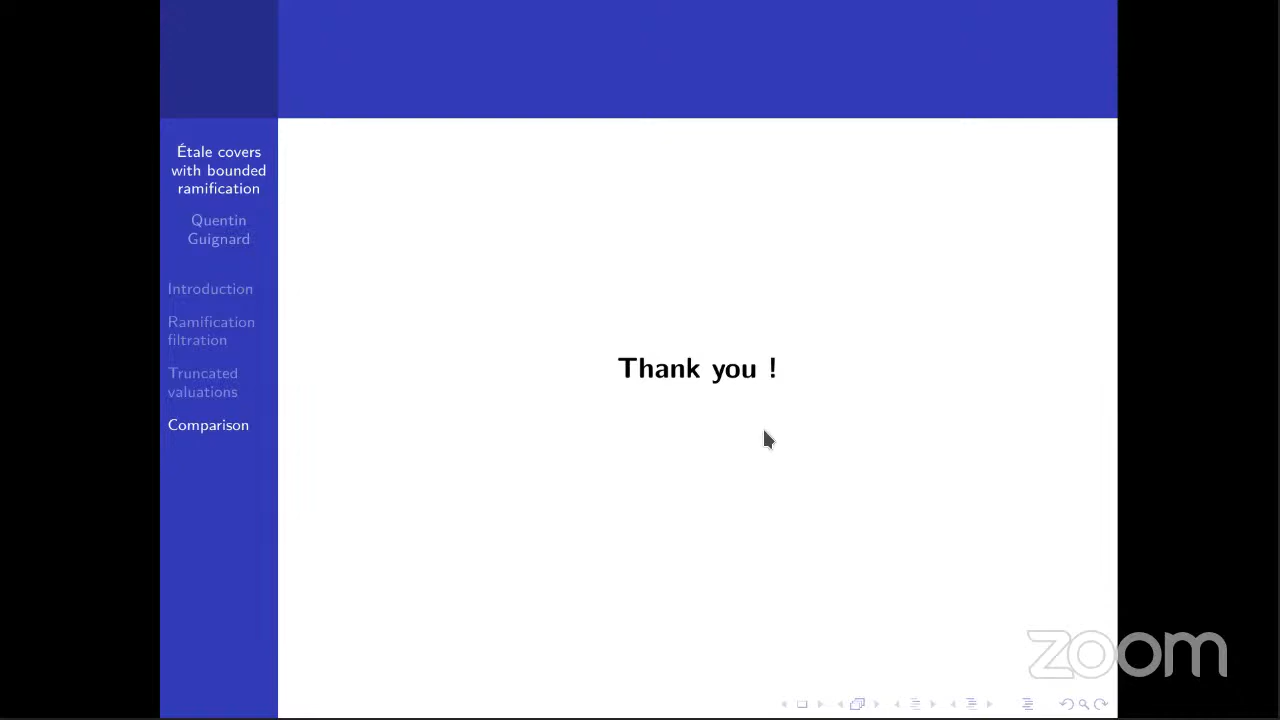 Étale covers
with bounded
ramification
Quentin
Guignard
Introduction
Ramification
filtration
Truncated
valuations
Comparison
Thank you !
zoom